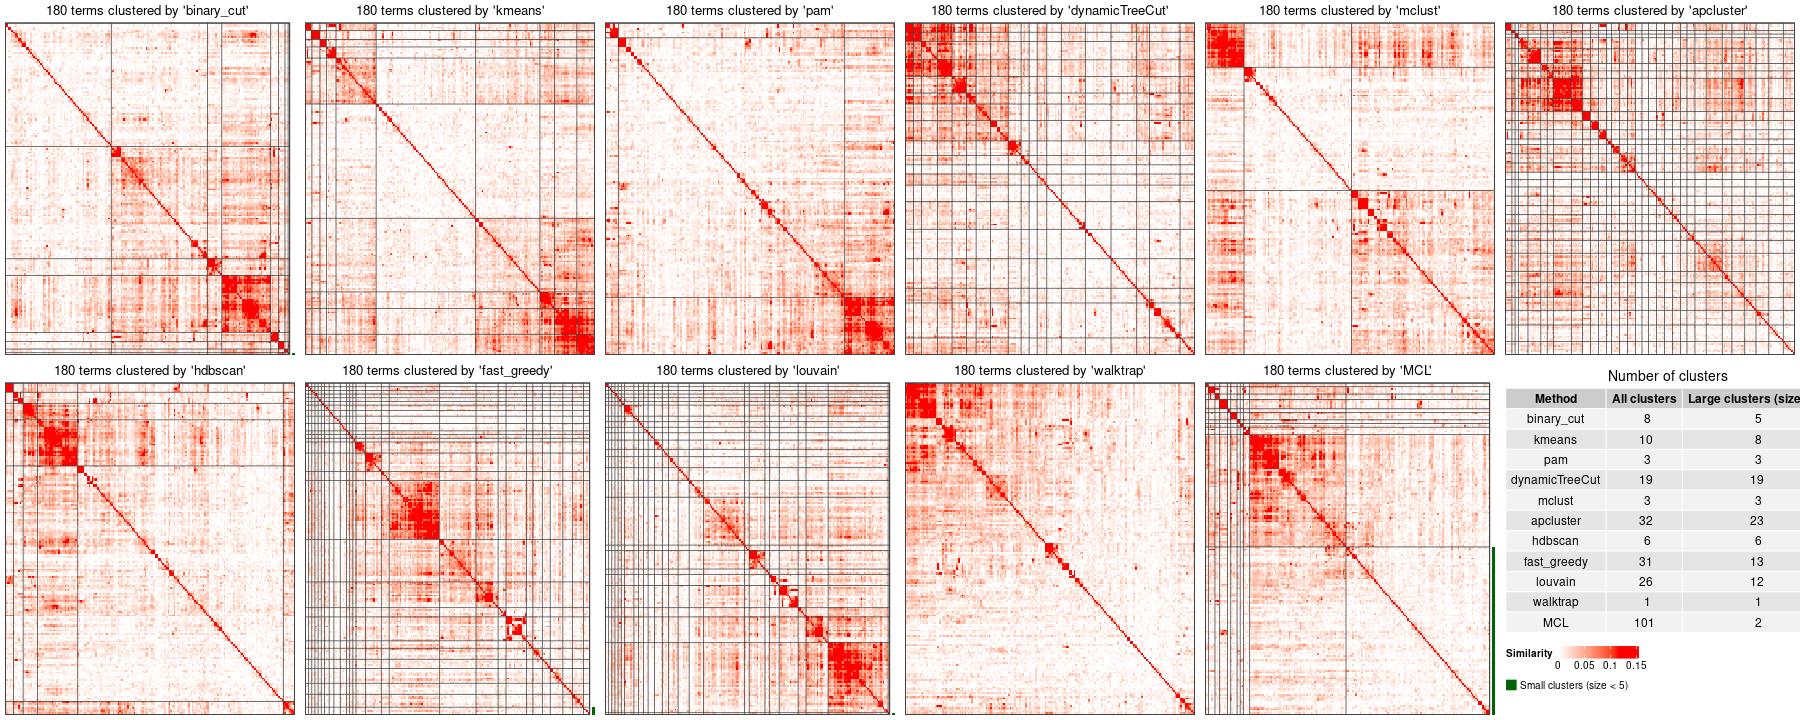 180 terms clustered by 'binary_cut'
180 terms clustered by 'kmeans'
180 terms clustered by 'pam'
180 terms clustered by 'dynamicTreeCut'
180 terms clustered by 'mclust'
180 terms clustered by 'apcluster'
180 terms clustered by 'hdbscan'
180 terms clustered by 'fast_greedy'
180 terms clustered by 'louvain'
180 terms clustered by 'walktrap'
180 terms clustered by 'MCL'
Number of clusters
Method All clusters Large clusters (size
binary_cut 8 5
kmeans 10 8
pam 3 3
dynamicTreeCut 19 19
mclust 3 3
apcluster 32 23
hdbscan 6 6
fast_greedy 31 13
louvain 26 12
walktrap 1 1
MCL 101 2
Similarity
0 0.05 0.1 0.15
Small clusters (size < 5)